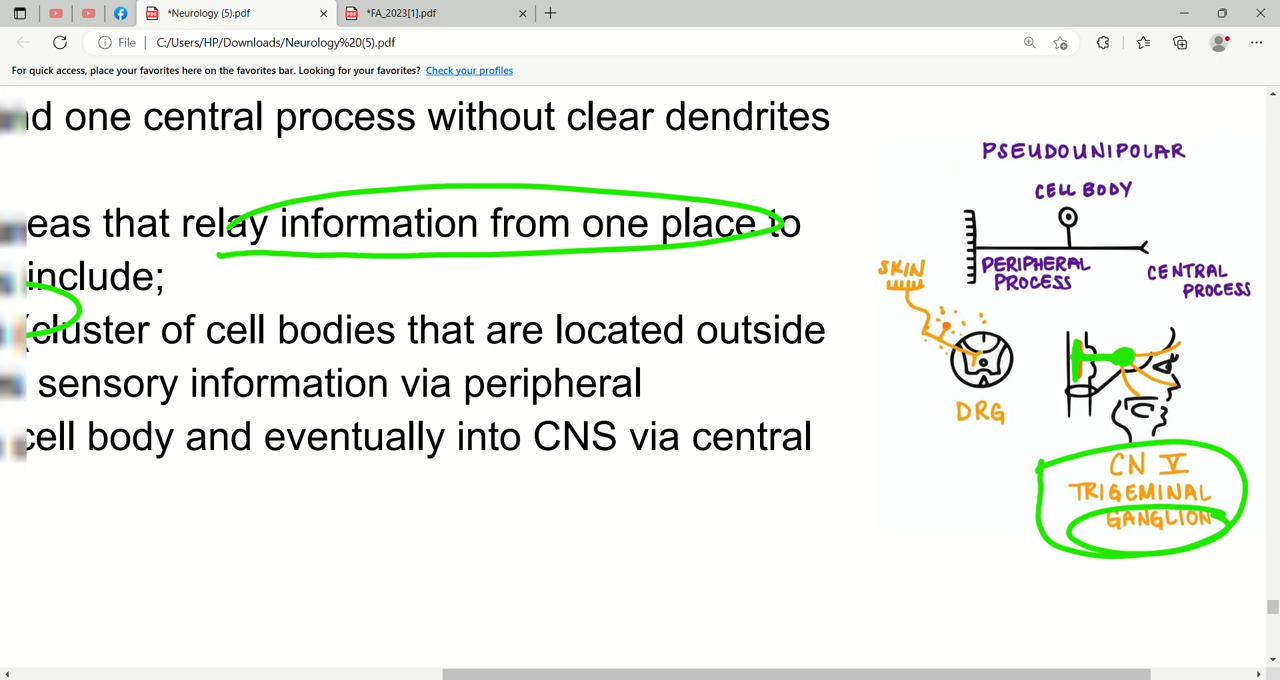 *Neurology (5).pdf
*FA_2023[1].pdf
File
C:/Users/HP/Downloads/Neurology%20(5).pdf
For quick access, place your favorites here on the favorites bar. Looking for your favorites? Check your profiles
one central process without clear dendrites
that relay information from one place to
include;
(cluster of cell bodies that are located outside
sensory information via peripheral
cell body and eventually into CNS via central
PSEUDOUNIPOLAR
CELL BODY
PERIPHERAL
PROCESS
CENTRAL
PROCESS
SKIN
DRG
CN V
TRIGEMINAL
GANGLION